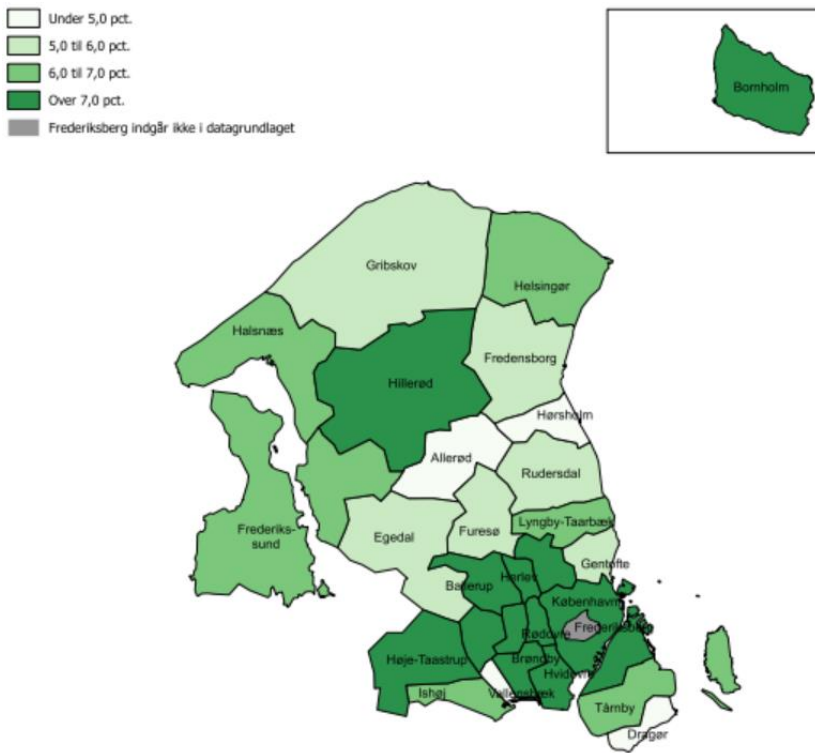 Under 5,0 pct.
5,0 til 6,0 pct.
6,0 til 7,0 pct.
Over 7,0 pct.
Frederiksberg indgår ikke i datagrundlaget
Bornholm
Gribskov
Helsingør
Halsnæs
Fredensborg
Hillerød
Hørsholm
Allerød
Rudersdal
Lyngby-Taarbæk
Frederiks-
sund
Egedal
Furesø
Gentofte
Ballerup
Herlev
København
Frederiksberg
Rødovre
Høje-Taastrup
Brøndby
Hvidovre
Ishøj
Vallensbæk
Tårnby
Dragør